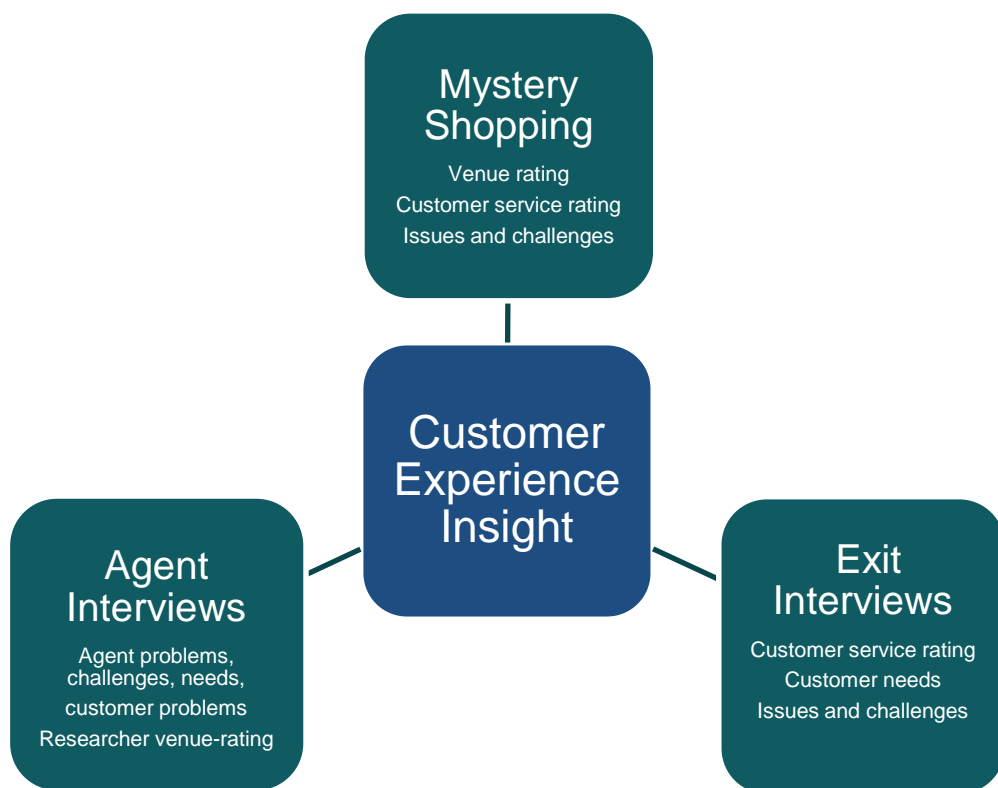 Mystery
Shopping
Venue rating
Customer service rating
Issues and challenges
Customer
Experience
Insight
Agent
Interviews
Agent problems,
challenges, needs,
customer problems
Researcher venue-rating
Exit
Interviews
Customer service rating
Customer needs
Issues and challenges